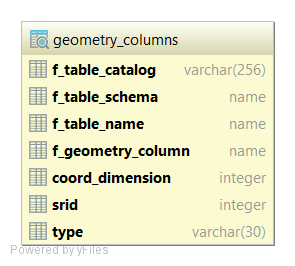 geometry_columns
f_table_catalog varchar(256)
f_table_schema name
f_table_name name
f_geometry_column name
coord_dimension integer
srid integer
type varchar(30)
Powered by yFiles